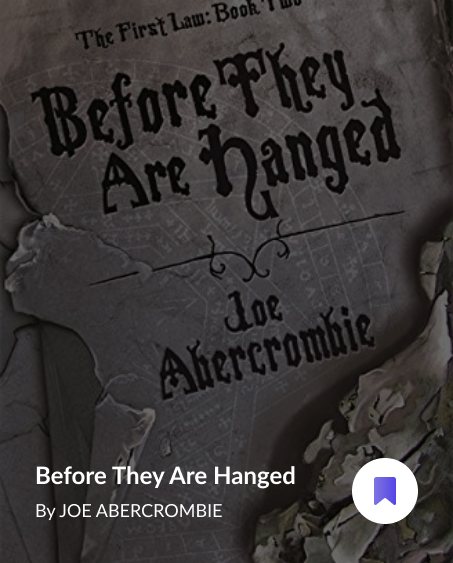 The First Law: Book Two
Before They
Are Hanged
Joe
Abercrombie
Before They Are Hanged
By JOE ABERCROMBIE